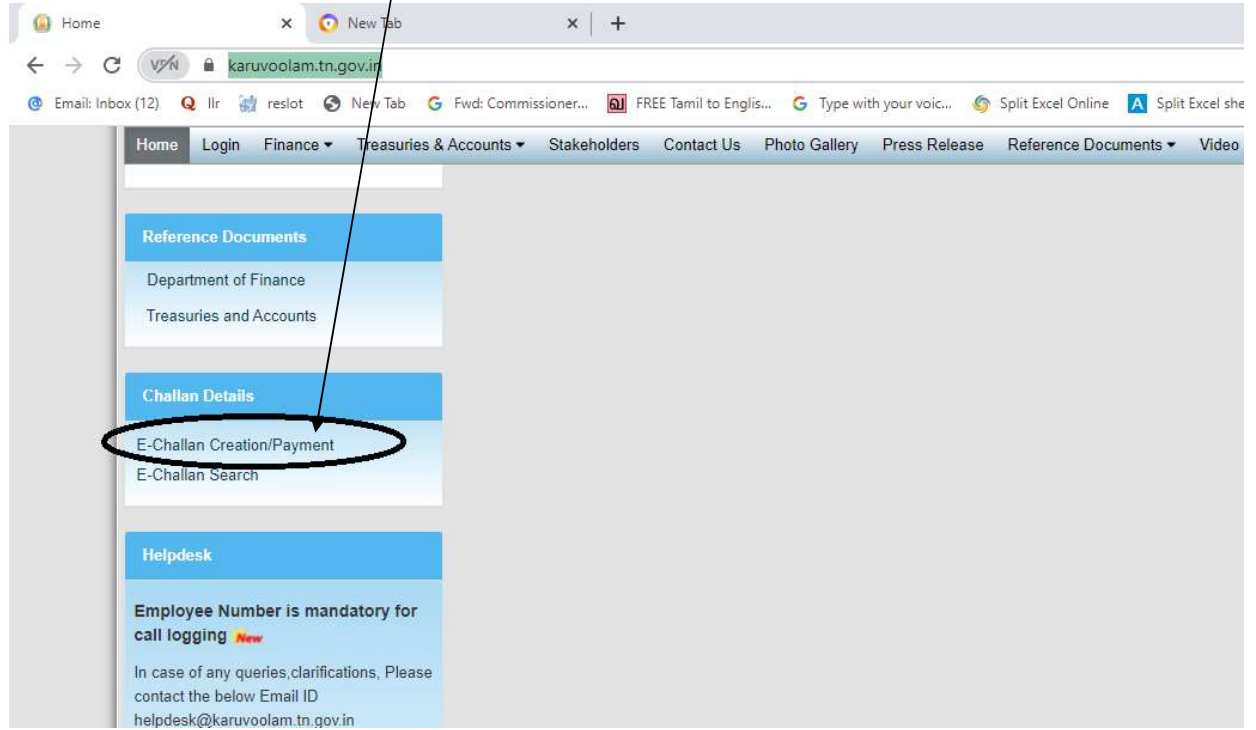 Home
New Tab
VPN
karuvoolam.tn.gov.in
Email: Inbox (12) llr reslot New Tab Fwd: Commissioner... FREE Tamil to Englis... Type with your voic... Split Excel Online Split Excel she
Home Login Finance Treasuries & Accounts Stakeholders Contact Us Photo Gallery Press Release Reference Documents Video
Reference Documents
Department of Finance
Treasuries and Accounts
Challan Details
E-Challan Creation/Payment
E-Challan Search
Helpdesk
Employee Number is mandatory for
call logging New
In case of any queries,clarifications, Please
contact the below Email ID
helpdesk@karuvoolam.tn.gov.in